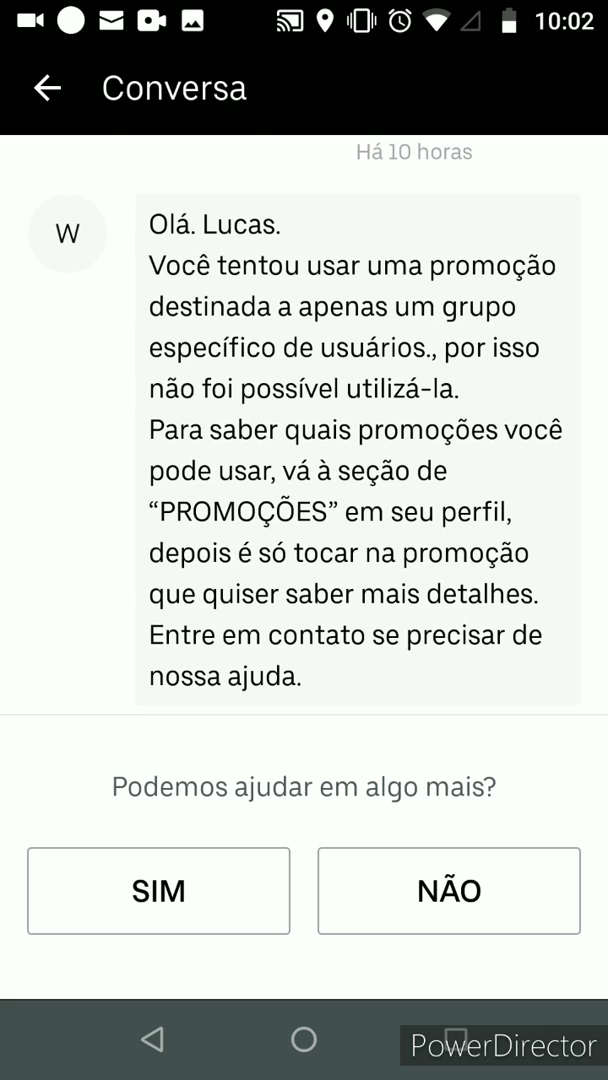 10:02
Conversa
Há 10 horas
W
Olá. Lucas.
Você tentou usar uma promoção
destinada a apenas um grupo
específico de usuários., por isso
não foi possível utilizá-la.
Para saber quais promoções você
pode usar, vá à seção de
“PROMOÇÕES” em seu perfil,
depois é só tocar na promoção
que quiser saber mais detalhes.
Entre em contato se precisar de
nossa ajuda.
Podemos ajudar em algo mais?
SIM NÃO
PowerDirector